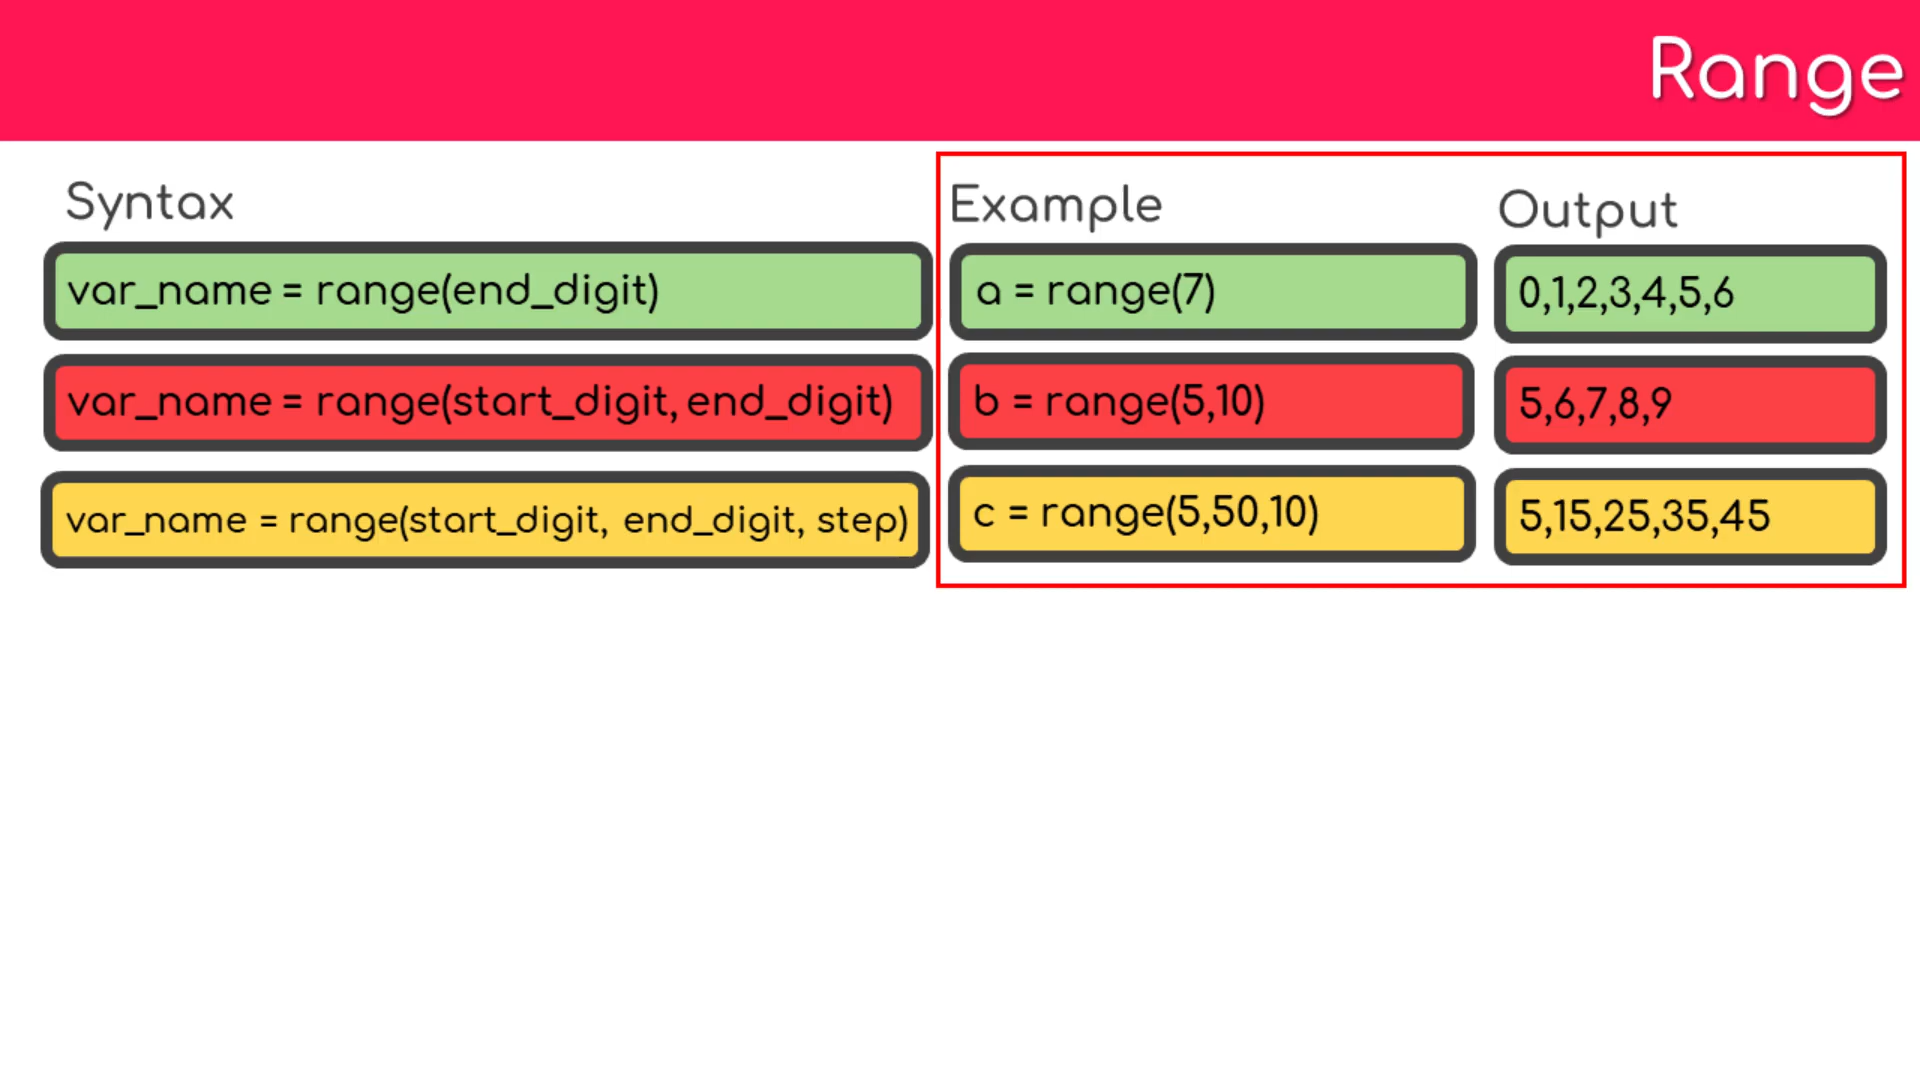 Range
Syntax
Example
Output
var_name = range(end_digit)
a = range(7)
0,1,2,3,4,5,6
var_name = range(start_digit, end_digit)
b = range(5,10)
5,6,7,8,9
var_name = range(start_digit, end_digit, step)
c = range(5,50,10)
5,15,25,35,45